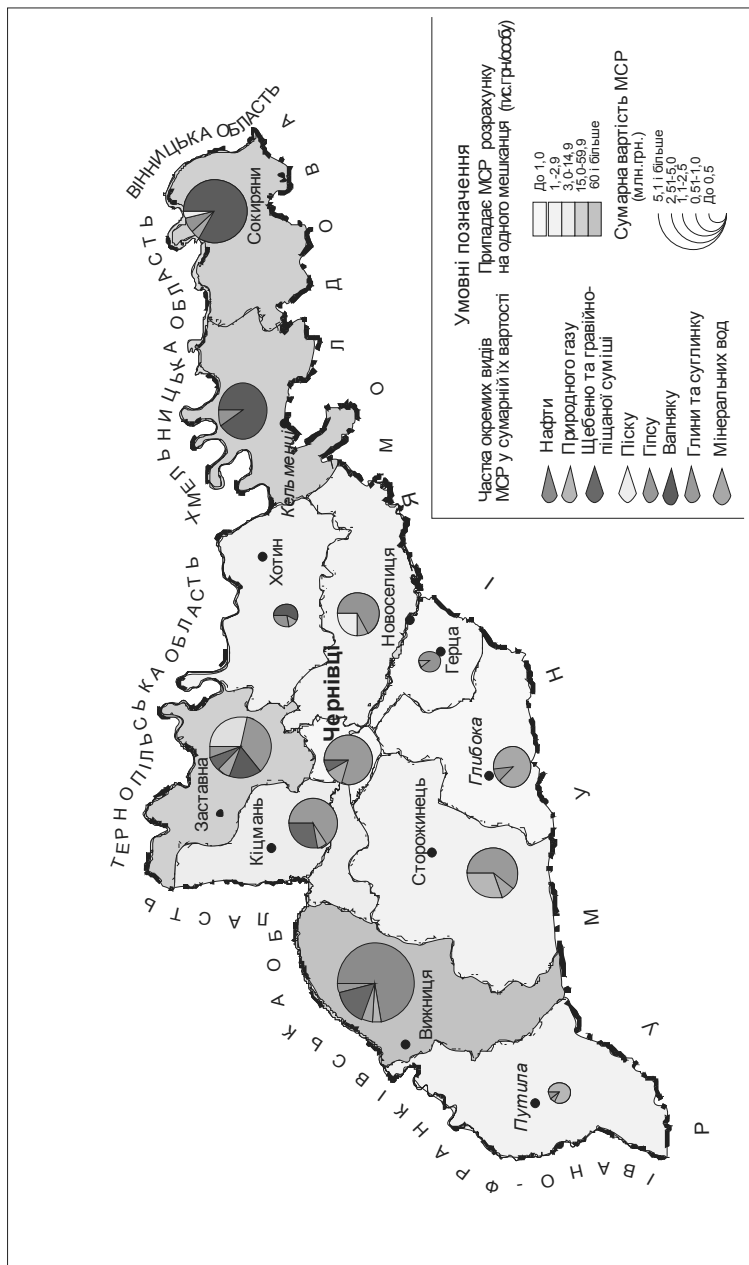 ВІННИЦЬКА ОБЛАСТЬ
ХМЕЛЬНИЦЬКА ОБЛАСТЬ
ТЕРНОПІЛЬСЬКА ОБЛАСТЬ
ІВАНО-ФРАНКІВСЬКА ОБЛАСТЬ
МОЛДОВА
РУМУНІЯ
Сокиряни
Кельменці
Хотин
Новоселиця
Чернівці
Герца
Заставна
Кіцмань
Глибока
Сторожинець
Вижниця
Путила
Умовні позначення
Частка окремих видів
МСР у сумарній їх вартості
Нафти
Природного газу
Щебеню та гравійно-
піщаної суміші
Піску
Гіпсу
Вапняку
Глини та суглинку
Мінеральних вод
Припадає МСР розрахунку
на одного мешканця (тис.грн/особу)
До 1,0
1,-2,9
3,0-14,9
15,0-59,9
60 і більше
Сумарна вартість МСР
(млн.грн.)
5,1 і більше
2,51-5,0
1,1-2,5
0,51-1,0
До 0,5